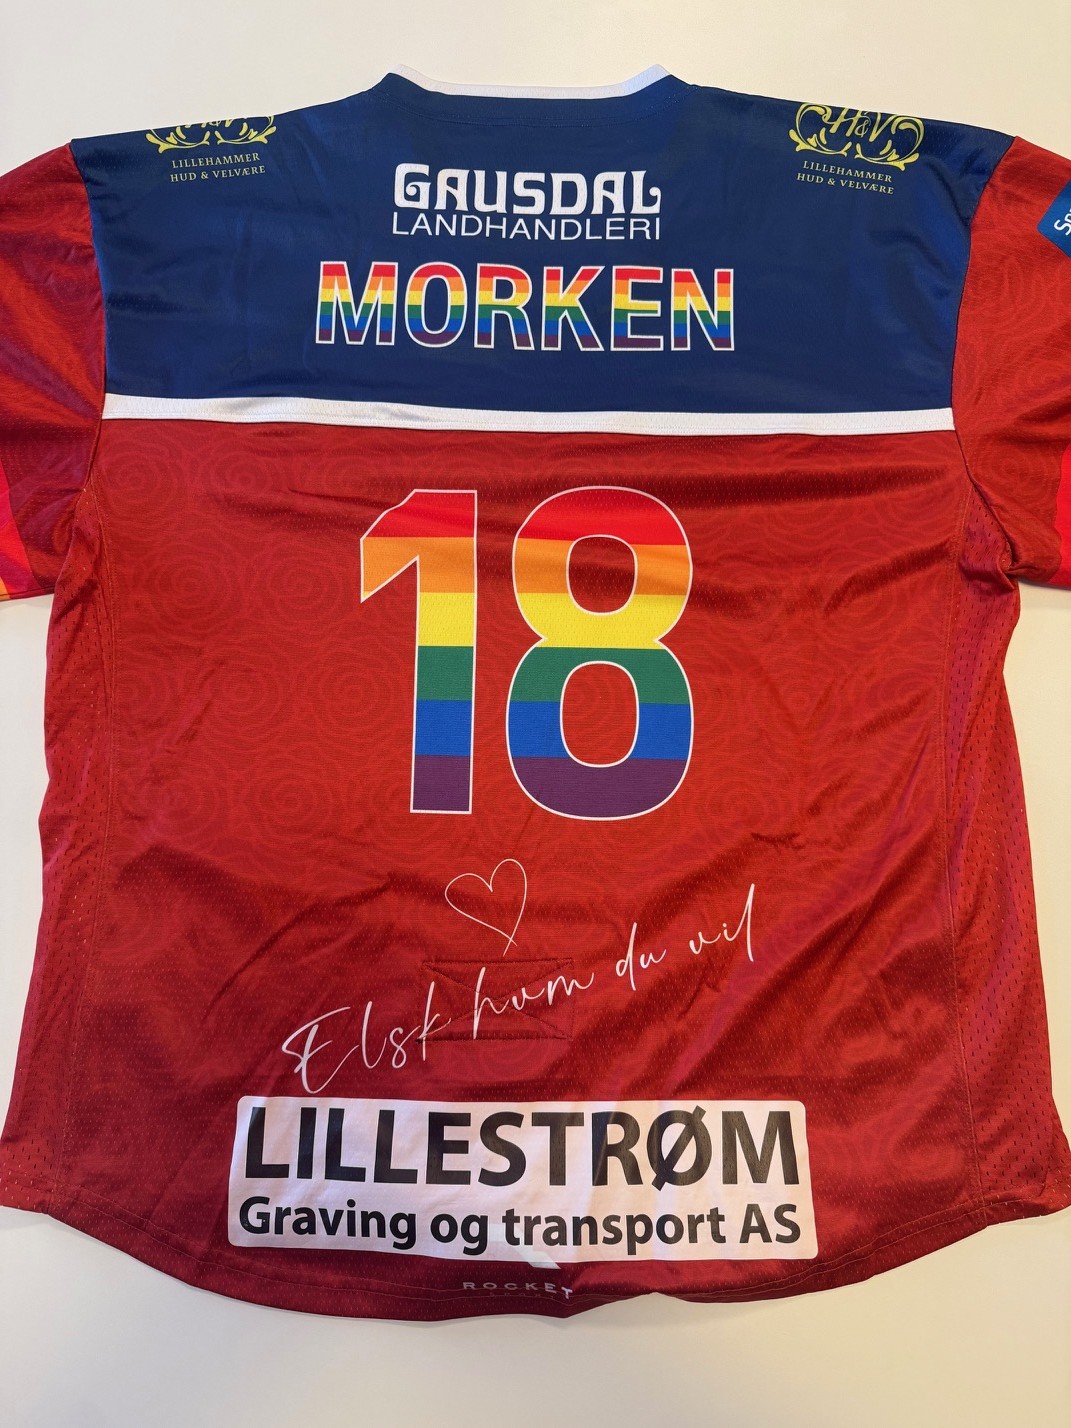 H&V
LILLEHAMMER
HUD & VELVÆRE
H&V
LILLEHAMMER
HUD & VELVÆRE
GAUSDAL
LANDHANDLERI
MORKEN
18
Elsk hvem du vil
LILLESTRØM
Graving og transport AS
ROCKET